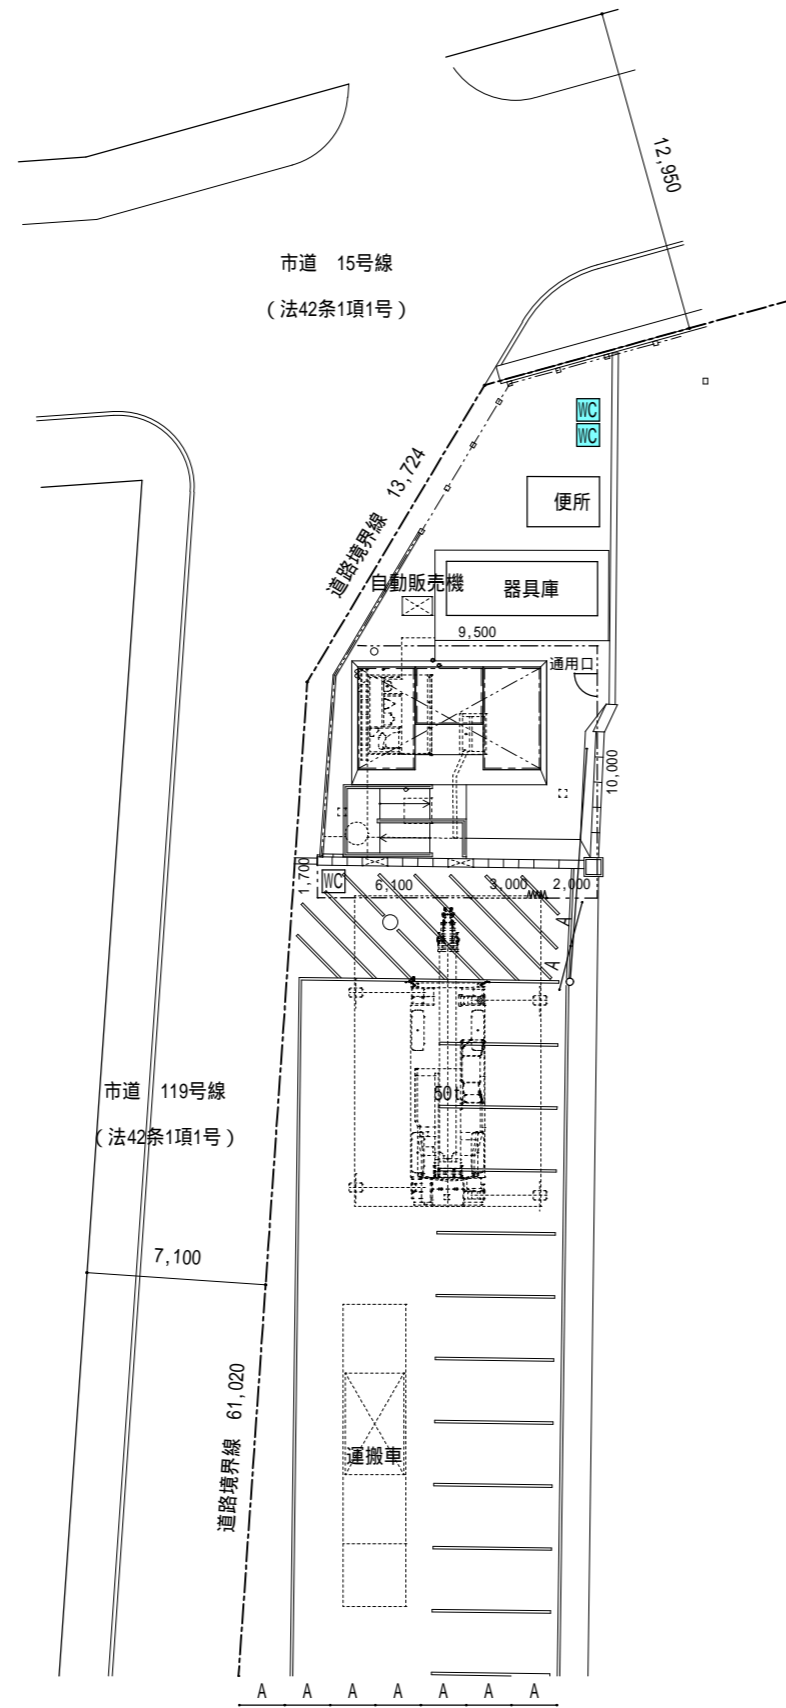 12,950
市道　15号線
（法42条1項1号）
WC
WC
道路境界線　13,724
便所
自動販売機
器具庫
9,500
通用口
10,000
1,700
WC
6,100
3,000
2,000
A
A
50t
市道　119号線
（法42条1項1号）
7,100
道路境界線　61,020
運搬車
A A A A A A A